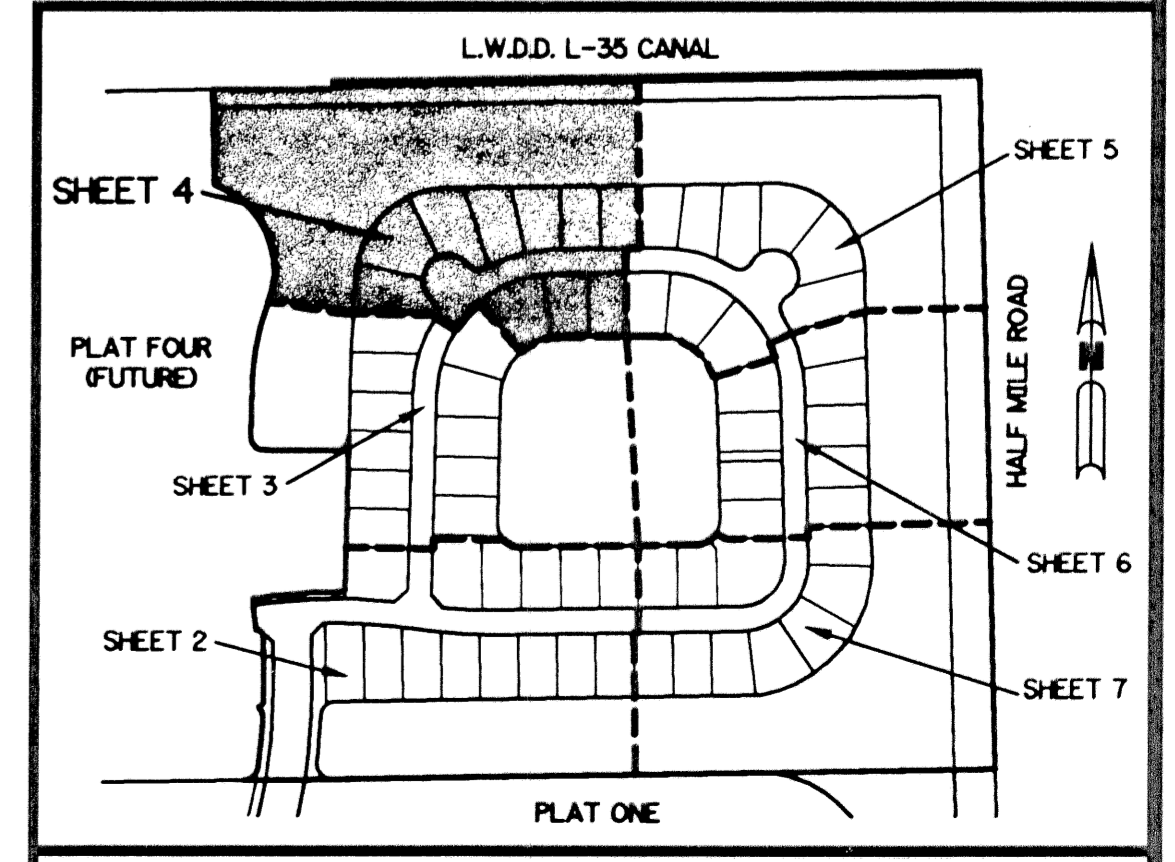 L.W.D.D. L-35 CANAL
SHEET 5
SHEET 4
PLAT FOUR
(FUTURE)
HALF MILE ROAD
N
SHEET 3
SHEET 6
SHEET 2
SHEET 7
PLAT ONE